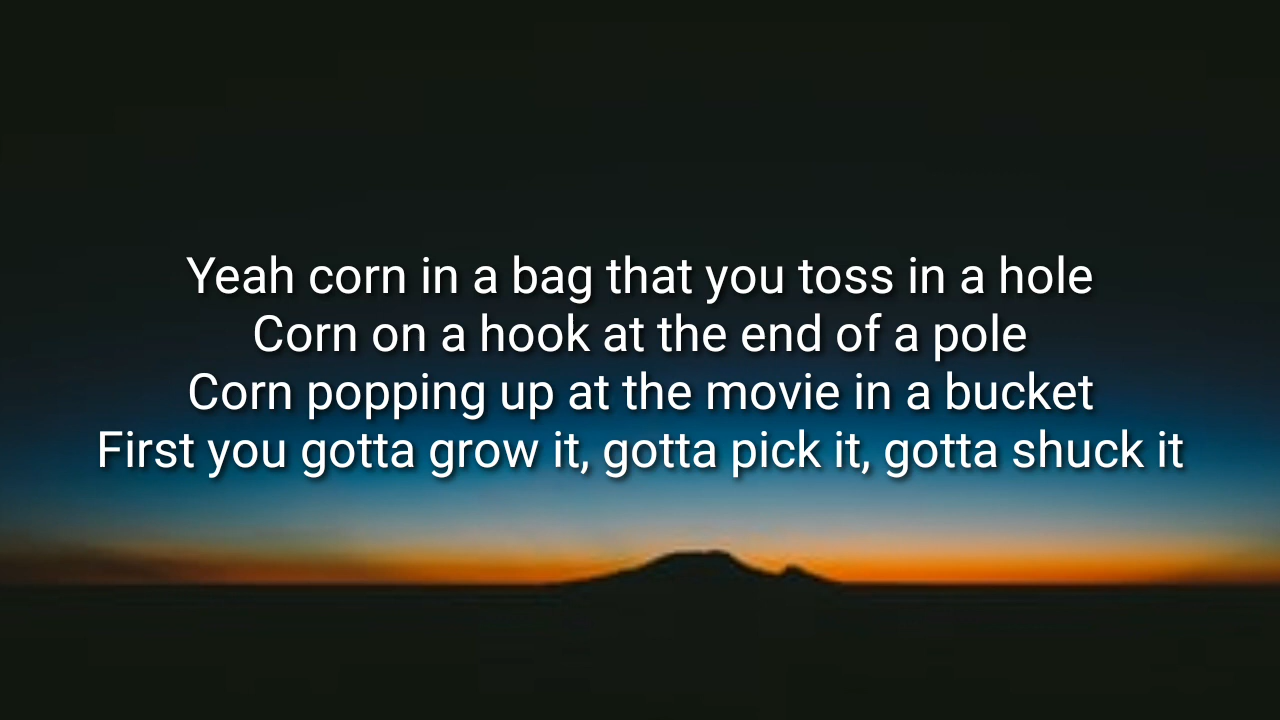 Yeah corn in a bag that you toss in a hole
Corn on a hook at the end of a pole
Corn popping up at the movie in a bucket
First you gotta grow it, gotta pick it, gotta shuck it